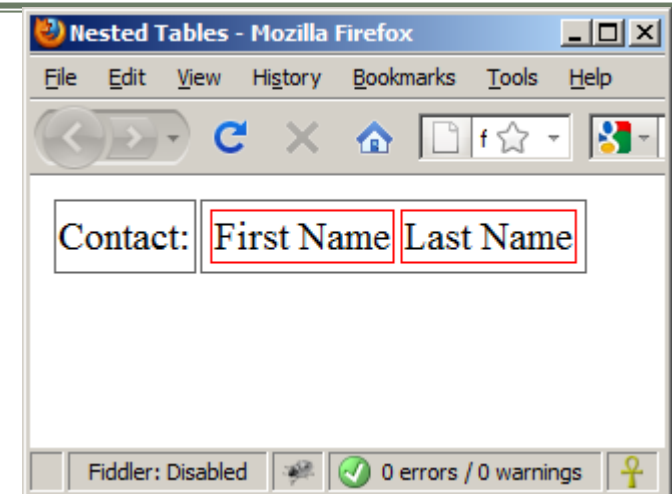 Nested Tables - Mozilla Firefox
File Edit View History Bookmarks Tools Help
f
Contact: First Name Last Name
Fiddler: Disabled 0 errors / 0 warnings